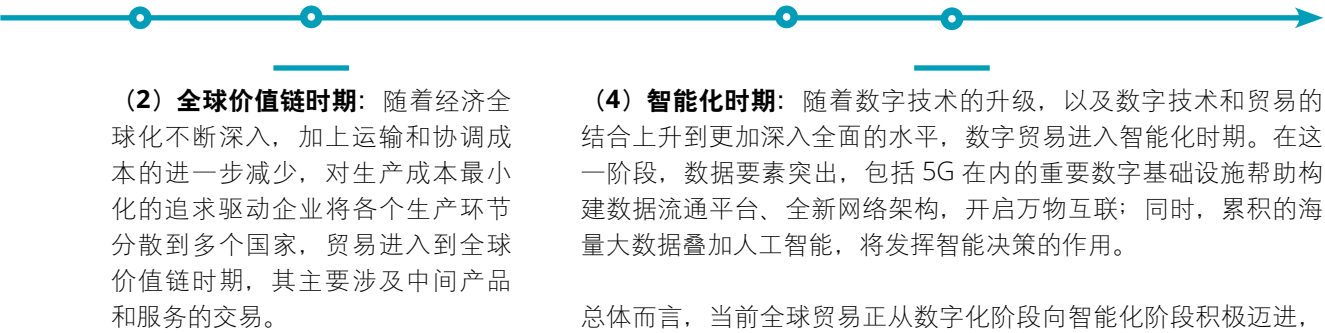 （2）全球价值链时期：随着经济全
球化不断深入，加上运输和协调成
本的进一步减少，对生产成本最小
化的追求驱动企业将各个生产环节
分散到多个国家，贸易进入到全球
价值链时期，其主要涉及中间产品
和服务的交易。
（4）智能化时期：随着数字技术的升级，以及数字技术和贸易的
结合上升到更加深入全面的水平，数字贸易进入智能化时期。在这
一阶段，数据要素突出，包括 5G 在内的重要数字基础设施帮助构
建数据流通平台、全新网络架构，开启万物互联；同时，累积的海
量大数据叠加人工智能，将发挥智能决策的作用。
总体而言，当前全球贸易正从数字化阶段向智能化阶段积极迈进，